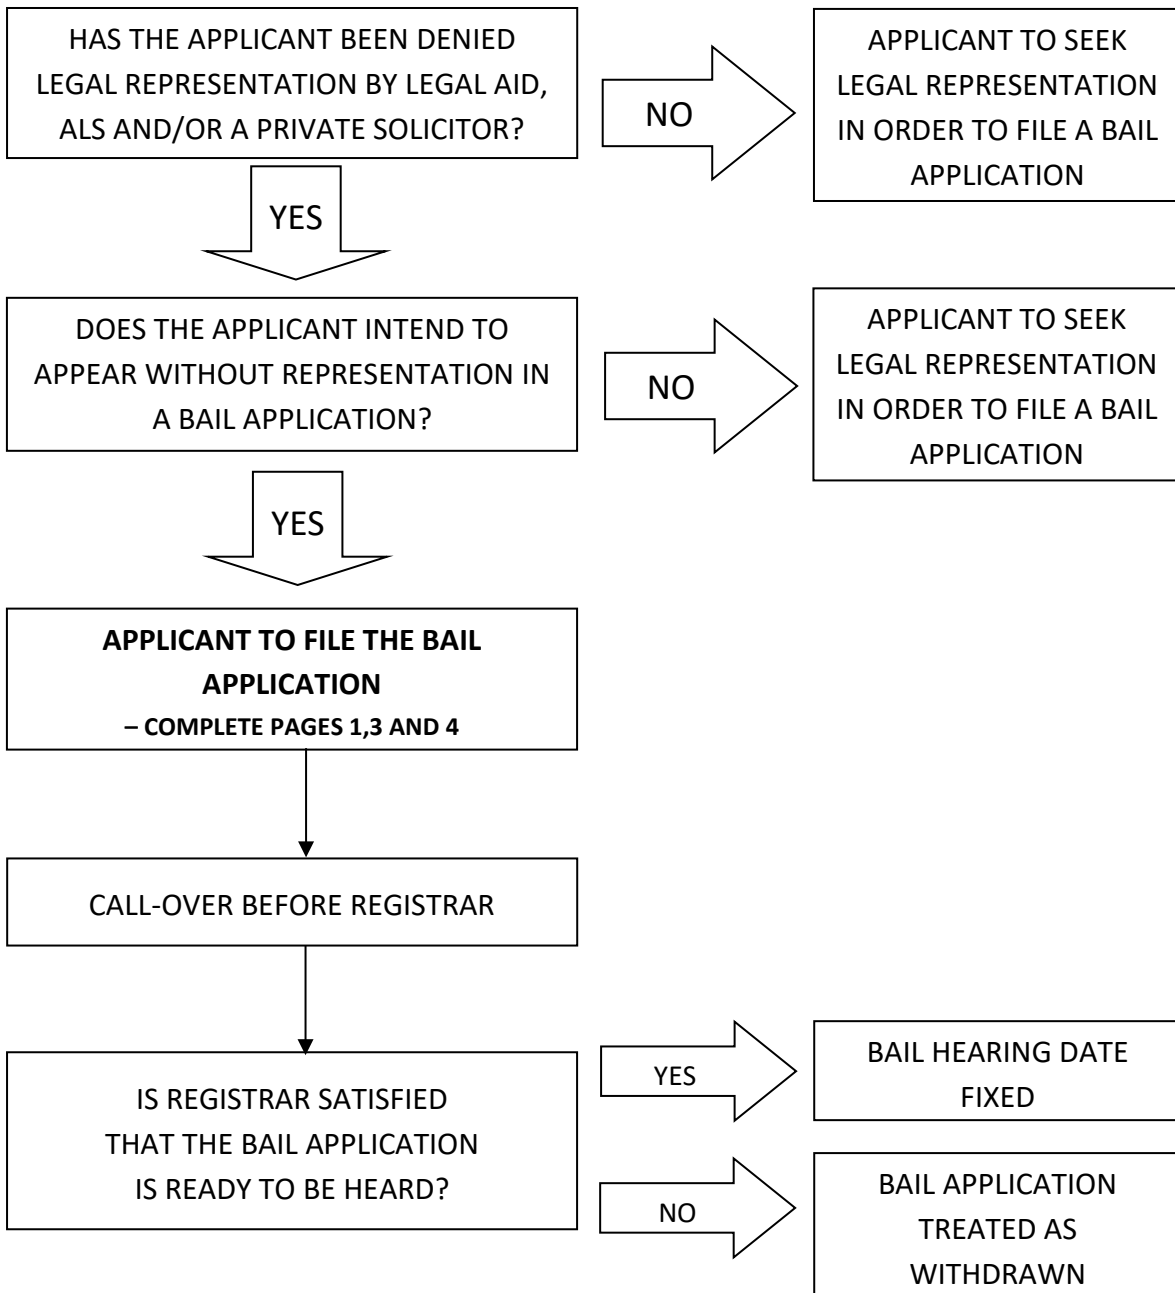 HAS THE APPLICANT BEEN DENIED
LEGAL REPRESENTATION BY LEGAL AID,
ALS AND/OR A PRIVATE SOLICITOR?
NO
APPLICANT TO SEEK
LEGAL REPRESENTATION
IN ORDER TO FILE A BAIL
APPLICATION
YES
DOES THE APPLICANT INTEND TO
APPEAR WITHOUT REPRESENTATION IN
A BAIL APPLICATION?
NO
APPLICANT TO SEEK
LEGAL REPRESENTATION
IN ORDER TO FILE A BAIL
APPLICATION
YES
APPLICANT TO FILE THE BAIL
APPLICATION
– COMPLETE PAGES 1,3 AND 4
CALL-OVER BEFORE REGISTRAR
IS REGISTRAR SATISFIED
THAT THE BAIL APPLICATION
IS READY TO BE HEARD?
YES
BAIL HEARING DATE
FIXED
NO
BAIL APPLICATION
TREATED AS
WITHDRAWN